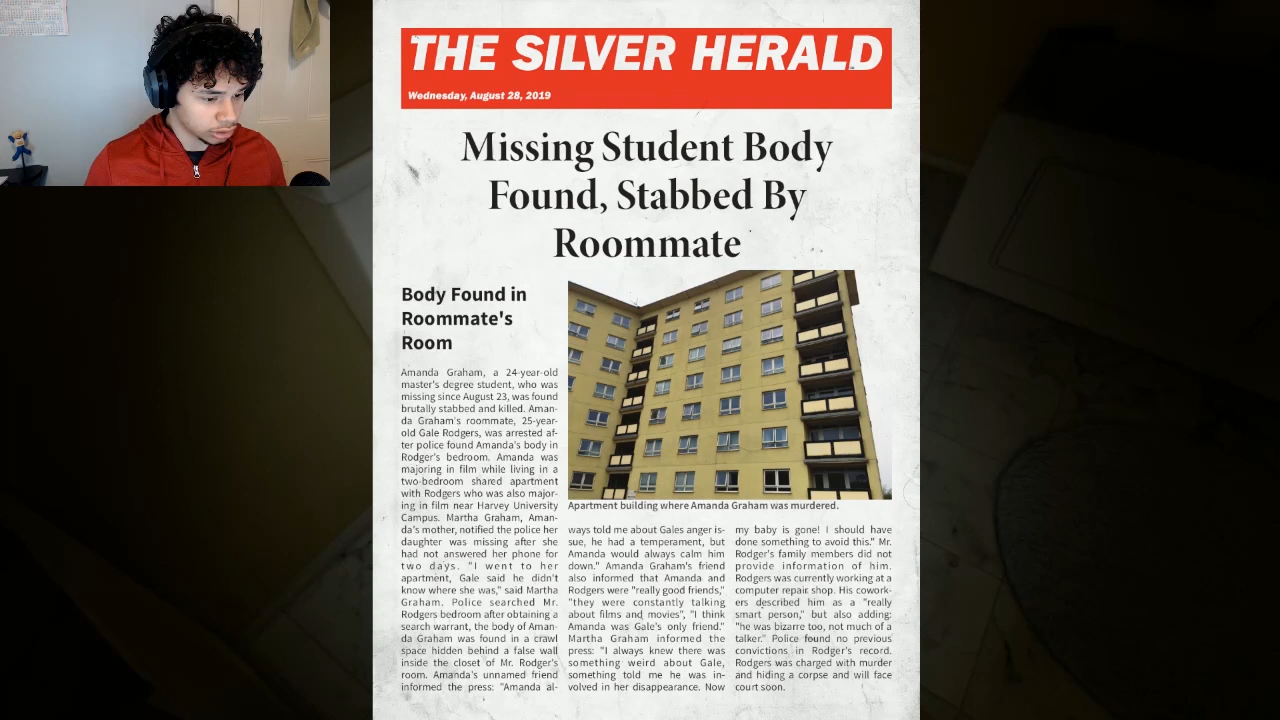 THE SILVER HERALD
Wednesday, August 28, 2019
Missing Student Body
Found, Stabbed By
Roommate
Body Found in
Roommate's
Room
Amanda Graham, a 24-year-old
master's degree student, who was
missing since August 23, was found
brutally stabbed and killed. Aman-
da Graham's roommate, 25-year-
old Gale Rodgers, was arrested af-
ter police found Amanda's body in
Rodger's bedroom. Amanda was
majoring in film while living in a
two-bedroom shared apartment
with Rodgers who was also major-
ing in film near Harvey University
Campus. Martha Graham, Aman-
da's mother, notified the police her
daughter was missing after she
had not answered her phone for
two days. "I went to her
apartment, Gale said he didn't
know where she was," said Martha
Graham. Police searched Mr.
Rodgers bedroom after obtaining a
search warrant, the body of Aman-
da Graham was found in a crawl
space hidden behind a false wall
inside the closet of Mr. Rodger's
room. Amanda's unnamed friend
informed the press: "Amanda al-
Apartment building where Amanda Graham was murdered.
ways told me about Gales anger is-
sue, he had a temperament, but
Amanda would always calm him
down." Amanda Graham's friend
also informed that Amanda and
Rodgers were "really good friends,"
"they were constantly talking
about films and movies", "I think
Amanda was Gale's only friend."
Martha Graham informed the
press: "I always knew there was
something weird about Gale,
something told me he was in-
volved in her disappearance. Now
my baby is gone! I should have
done something to avoid this." Mr.
Rodger's family members did not
provide information of him.
Rodgers was currently working at a
computer repair shop. His cowork-
ers described him as a "really
smart person," but also adding:
"he was bizarre too, not much of a
talker." Police found no previous
convictions in Rodger's record.
Rodgers was charged with murder
and hiding a corpse and will face
court soon.